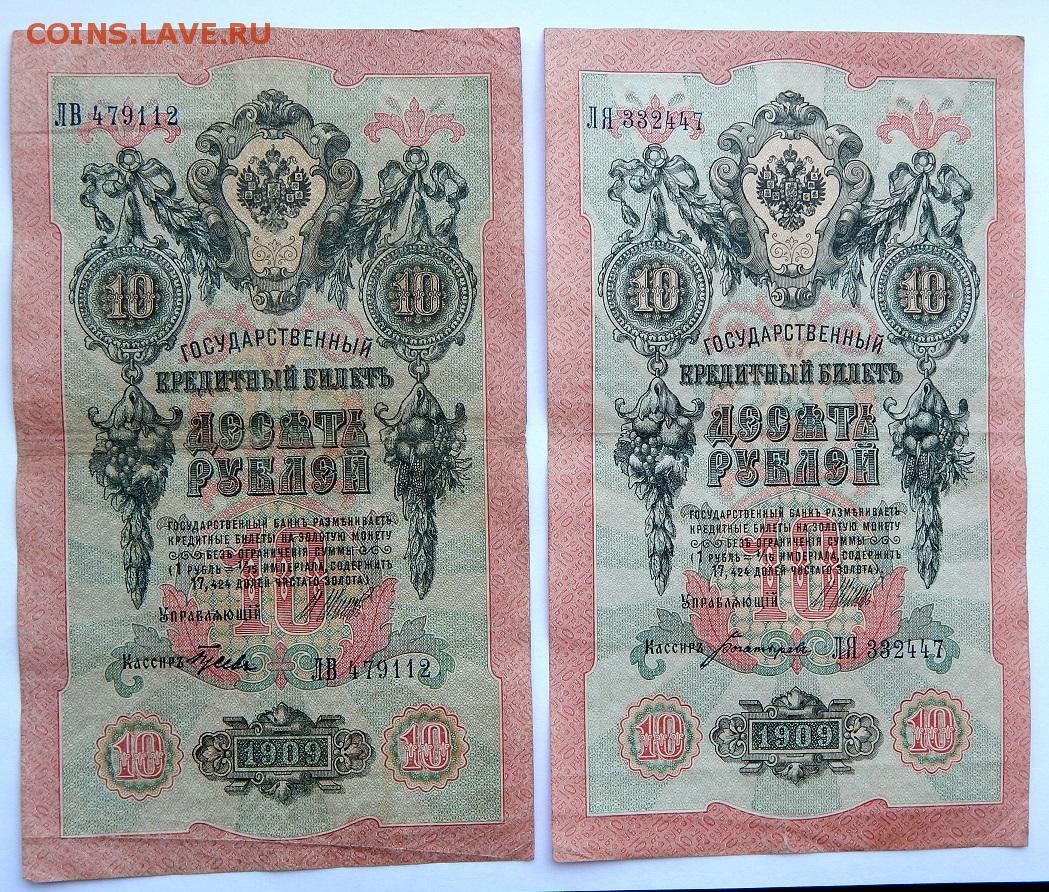 COINS.LAVE.RU
ЛВ 479112
10 10
ГОСУДАРСТВЕННЫЙ
КРЕДИТНЫЙ БИЛЕТЪ
ДЕСЯТЬ
РУБЛЕЙ
ГОСУДАРСТВЕННЫЙ БАНКЪ РАЗМѢНИВАЕТЪ
КРЕДИТНЫЕ БИЛЕТЫ НА ЗОЛОТУЮ МОНЕТУ
БЕЗЪ ОГРАНИЧЕНІЯ СУММЫ
(1 РУБЛЬ = 1/15 ИМПЕРІАЛА, СОДЕРЖИТЪ
17,424 ДОЛЕЙ ЧИСТАГО ЗОЛОТА).
10
УПРАВЛЯЮЩІЙ
КАССИРЪ Гусевъ ЛВ 479112
10 1909 10
ЛЯ 332447
10 10
ГОСУДАРСТВЕННЫЙ
КРЕДИТНЫЙ БИЛЕТЪ
ДЕСЯТЬ
РУБЛЕЙ
ГОСУДАРСТВЕННЫЙ БАНКЪ РАЗМѢНИВАЕТЪ
КРЕДИТНЫЕ БИЛЕТЫ НА ЗОЛОТУЮ МОНЕТУ
БЕЗЪ ОГРАНИЧЕНІЯ СУММЫ
(1 РУБЛЬ = 1/15 ИМПЕРІАЛА, СОДЕРЖИТЪ
17,424 ДОЛЕЙ ЧИСТАГО ЗОЛОТА).
10
УПРАВЛЯЮЩІЙ
КАССИРЪ Богатыревъ ЛЯ 332447
10 1909 10